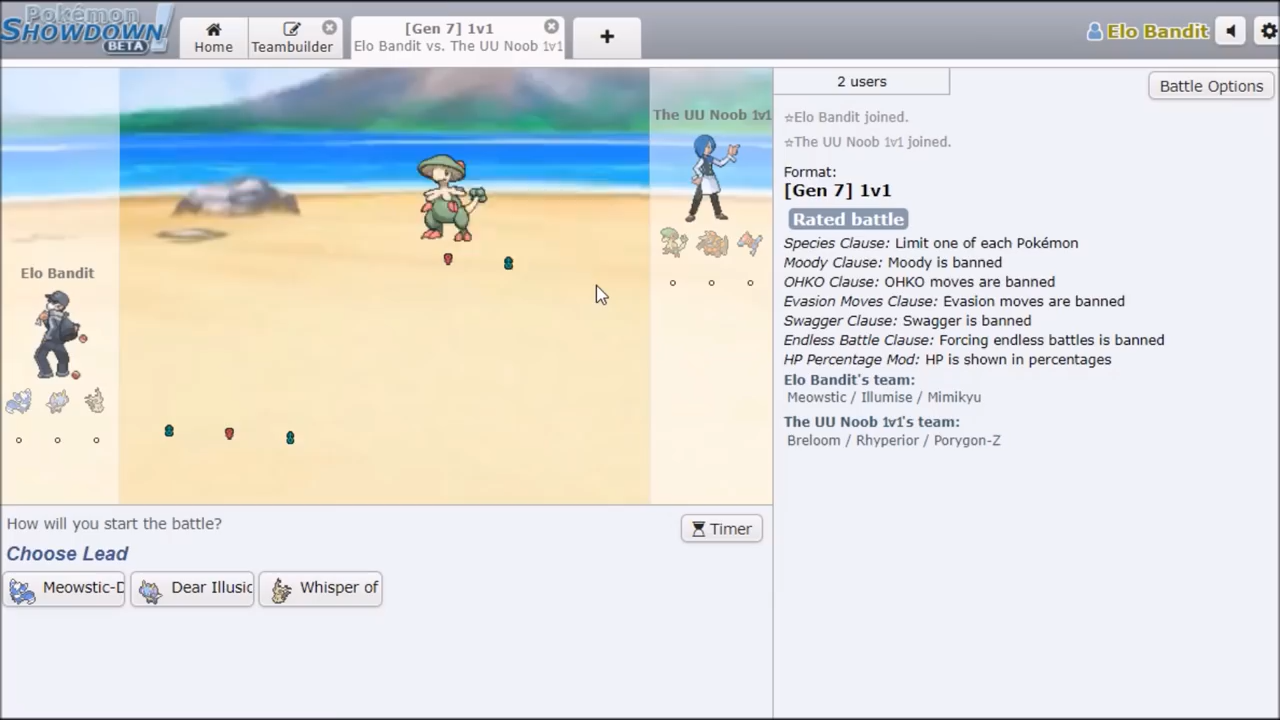 Pokémon
SHOWDOWN!
BETA
Home
Teambuilder
[Gen 7] 1v1
Elo Bandit vs. The UU Noob 1v1
+
Elo Bandit
2 users
Battle Options
☆Elo Bandit joined.
☆The UU Noob 1v1 joined.
Format:
[Gen 7] 1v1
Rated battle
Species Clause: Limit one of each Pokémon
Moody Clause: Moody is banned
OHKO Clause: OHKO moves are banned
Evasion Moves Clause: Evasion moves are banned
Swagger Clause: Swagger is banned
Endless Battle Clause: Forcing endless battles is banned
HP Percentage Mod: HP is shown in percentages
Elo Bandit's team:
Meowstic / Illumise / Mimikyu
The UU Noob 1v1's team:
Breloom / Rhyperior / Porygon-Z
The UU Noob 1v1
Elo Bandit
How will you start the battle?
Timer
Choose Lead
Meowstic-D
Dear Illusic
Whisper of